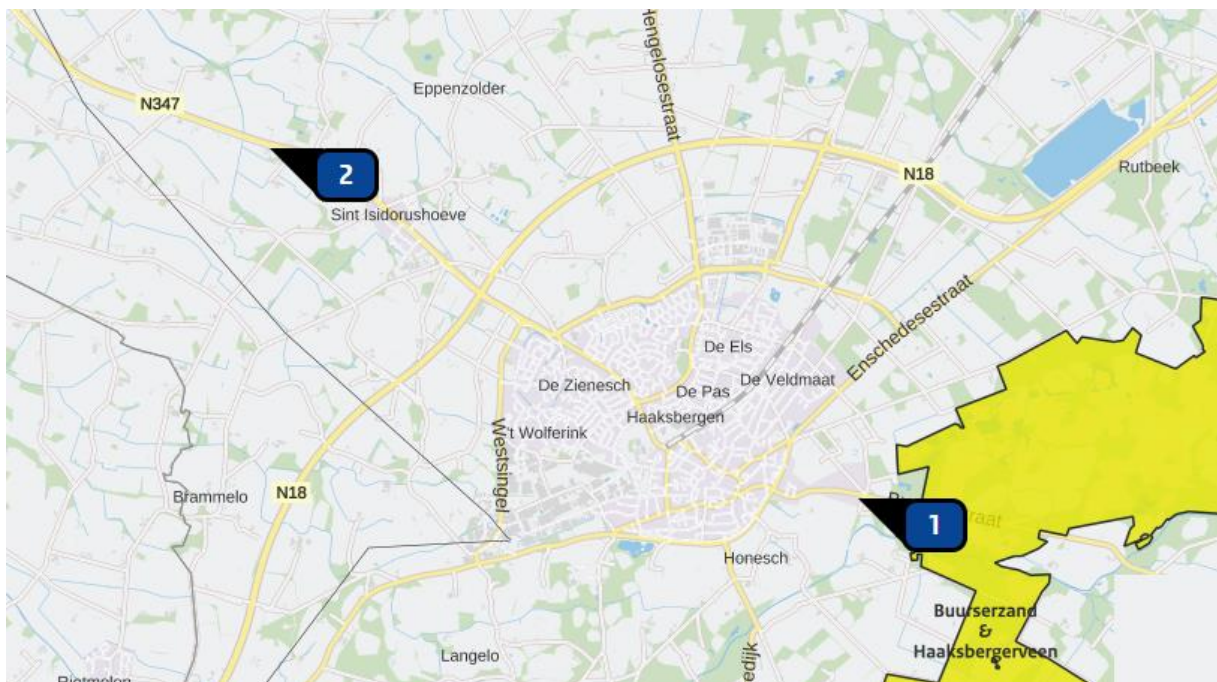 Hengelosestraat
Eppenzolder
N347
2
N18
Rutbeek
Sint Isidorushoeve
Enschedesestraat
De Els
De Zienesch
De Pas
De Veldmaat
Haaksbergen
't Wolferink
Westsingel
N18
Brammelo
1
Honesch
Buurserzand
&
Haaksbergerveen
Langelo